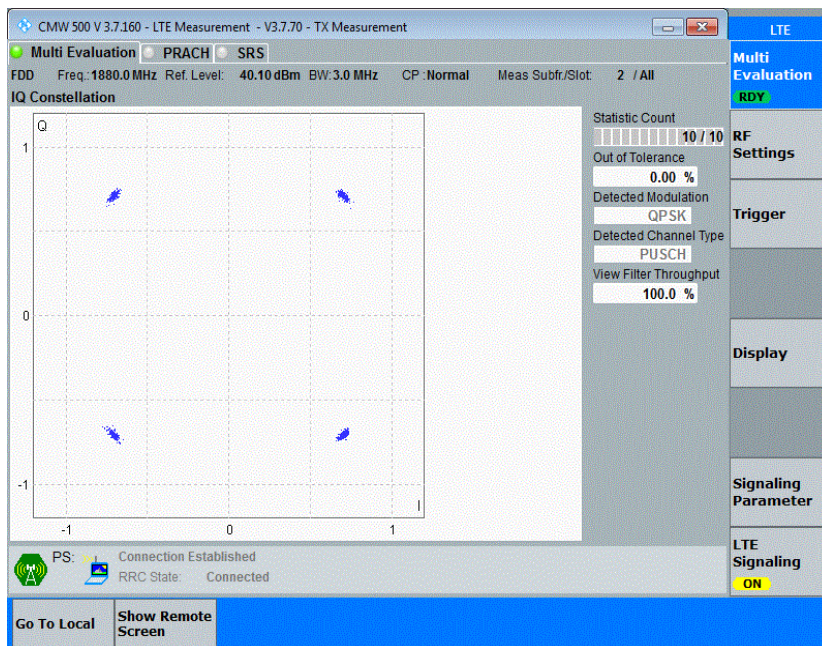 CMW 500 V 3.7.160 - LTE Measurement - V3.7.70 - TX Measurement
LTE
Multi Evaluation PRACH SRS
FDD Freq.: 1880.0 MHz Ref. Level: 40.10 dBm BW: 3.0 MHz CP : Normal Meas Subfr./Slot: 2 / All
IQ Constellation
Q
1
0
-1
I
-1 0 1
Statistic Count
10 / 10
Out of Tolerance
0.00 %
Detected Modulation
QPSK
Detected Channel Type
PUSCH
View Filter Throughput
100.0 %
Multi
Evaluation
RDY
RF
Settings
Trigger
Display
Signaling
Parameter
LTE
Signaling
ON
PS: Connection Established
RRC State: Connected
Go To Local
Show Remote
Screen